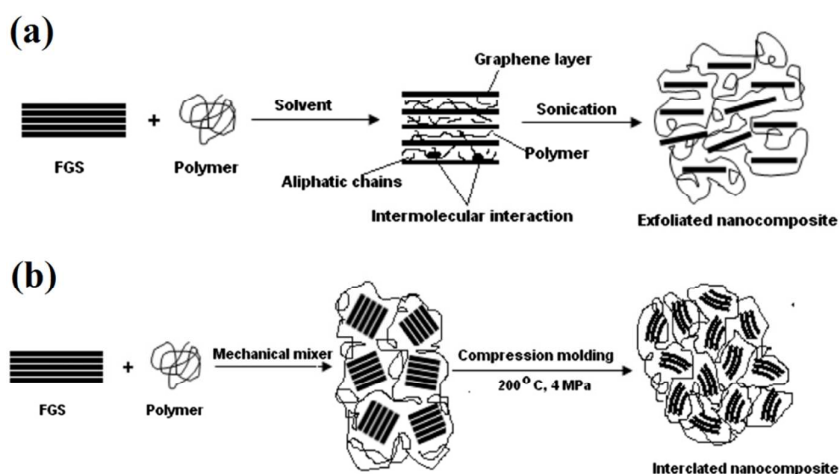 (a)
Graphene layer
Solvent
Sonication
+
FGS
Polymer
Polymer
Aliphatic chains
Intermolecular interaction
Exfoliated nanocomposite
(b)
Mechanical mixer
Compression molding
+
200⁰ C, 4 MPa
FGS
Polymer
Interclated nanocomposite